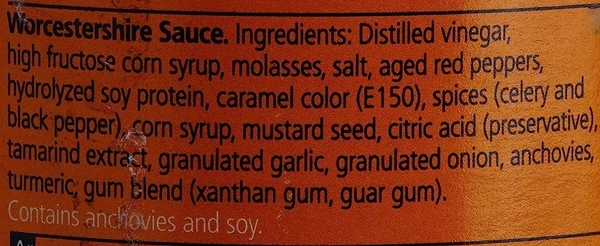 Worcestershire Sauce. Ingredients: Distilled vinegar,
high fructose corn syrup, molasses, salt, aged red peppers,
hydrolyzed soy protein, caramel color (E150), spices (celery and
black pepper), corn syrup, mustard seed, citric acid (preservative),
tamarind extract, granulated garlic, granulated onion, anchovies,
turmeric, gum blend (xanthan gum, guar gum).
Contains anchovies and soy.